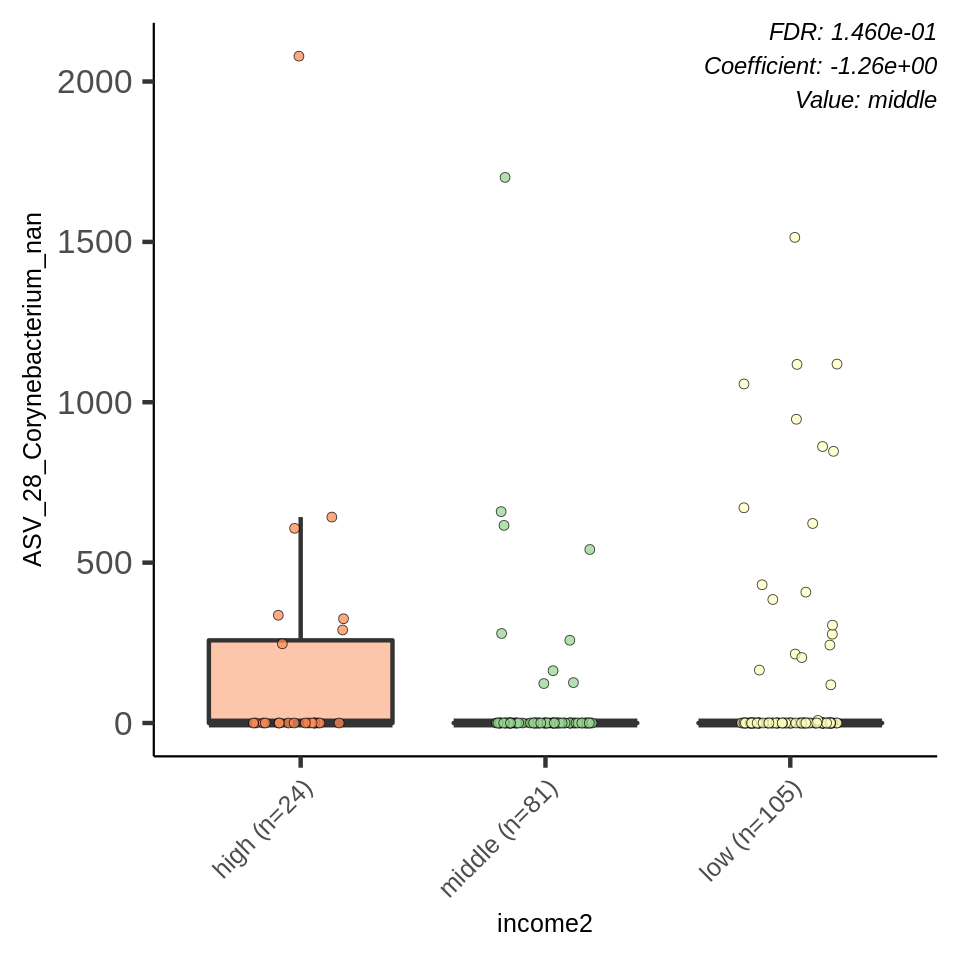 FDR: 1.460e-01
Coefficient: -1.26e+00
Value: middle
ASV_28_Corynebacterium_nan
2000
1500
1000
500
0
high (n=24)
middle (n=81)
low (n=105)
income2